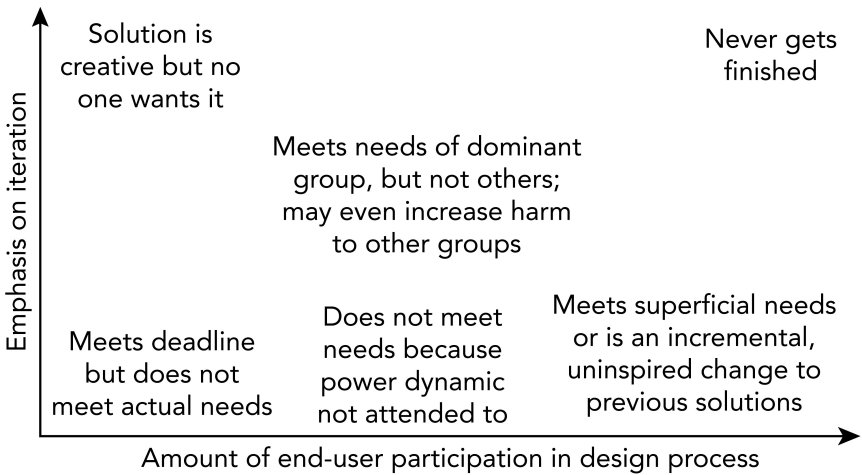 Solution is
creative but no
one wants it
Never gets
finished
Meets needs of dominant
group, but not others;
may even increase harm
to other groups
Emphasis on iteration
Meets deadline
but does not
meet actual needs
Does not meet
needs because
power dynamic
not attended to
Meets superficial needs
or is an incremental,
uninspired change to
previous solutions
Amount of end-user participation in design process